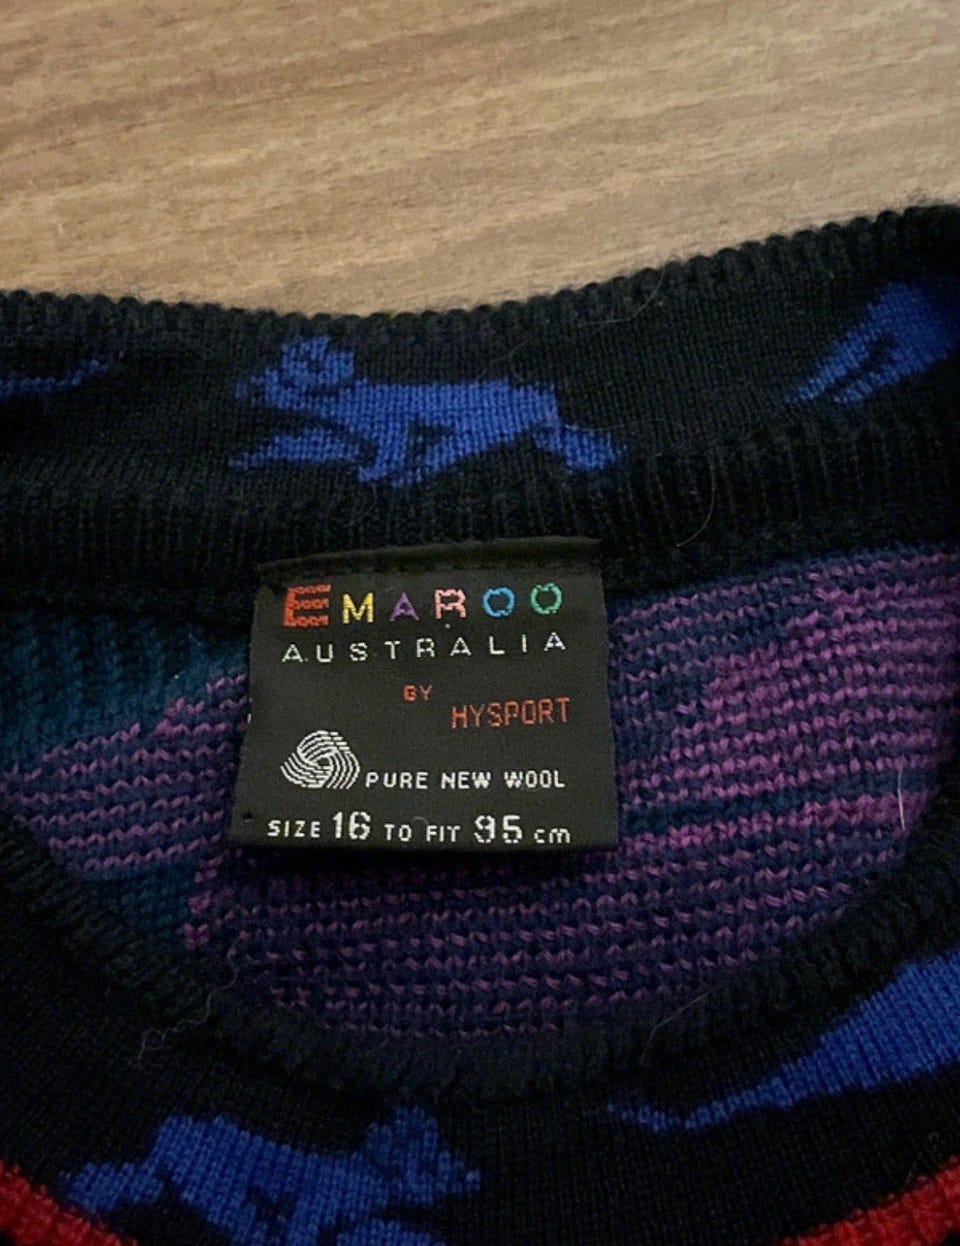 EMAROO
AUSTRALIA
BY
HYSPORT
PURE NEW WOOL
SIZE 16 TO FIT 95 cm